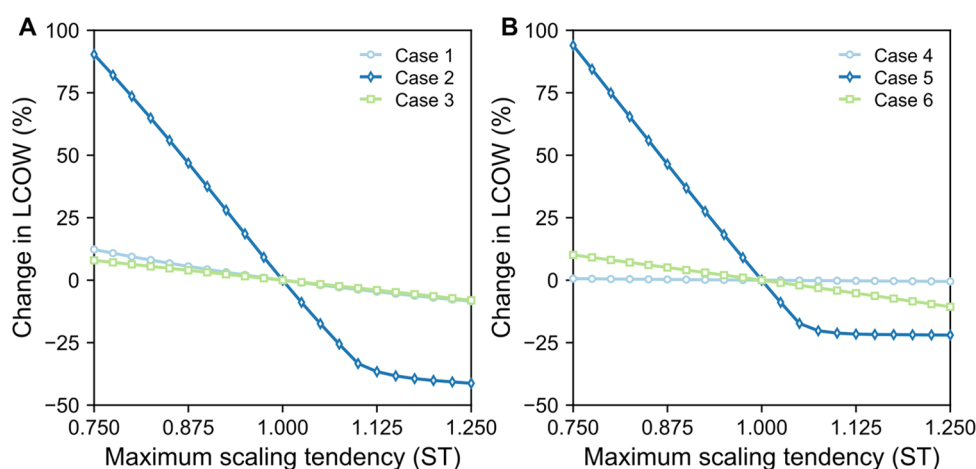 A
Change in LCOW (%)
100
75
50
25
0
−25
−50
Case 1
Case 2
Case 3
0.750 0.875 1.000 1.125 1.250
Maximum scaling tendency (ST)
B
Change in LCOW (%)
100
75
50
25
0
−25
−50
Case 4
Case 5
Case 6
0.750 0.875 1.000 1.125 1.250
Maximum scaling tendency (ST)